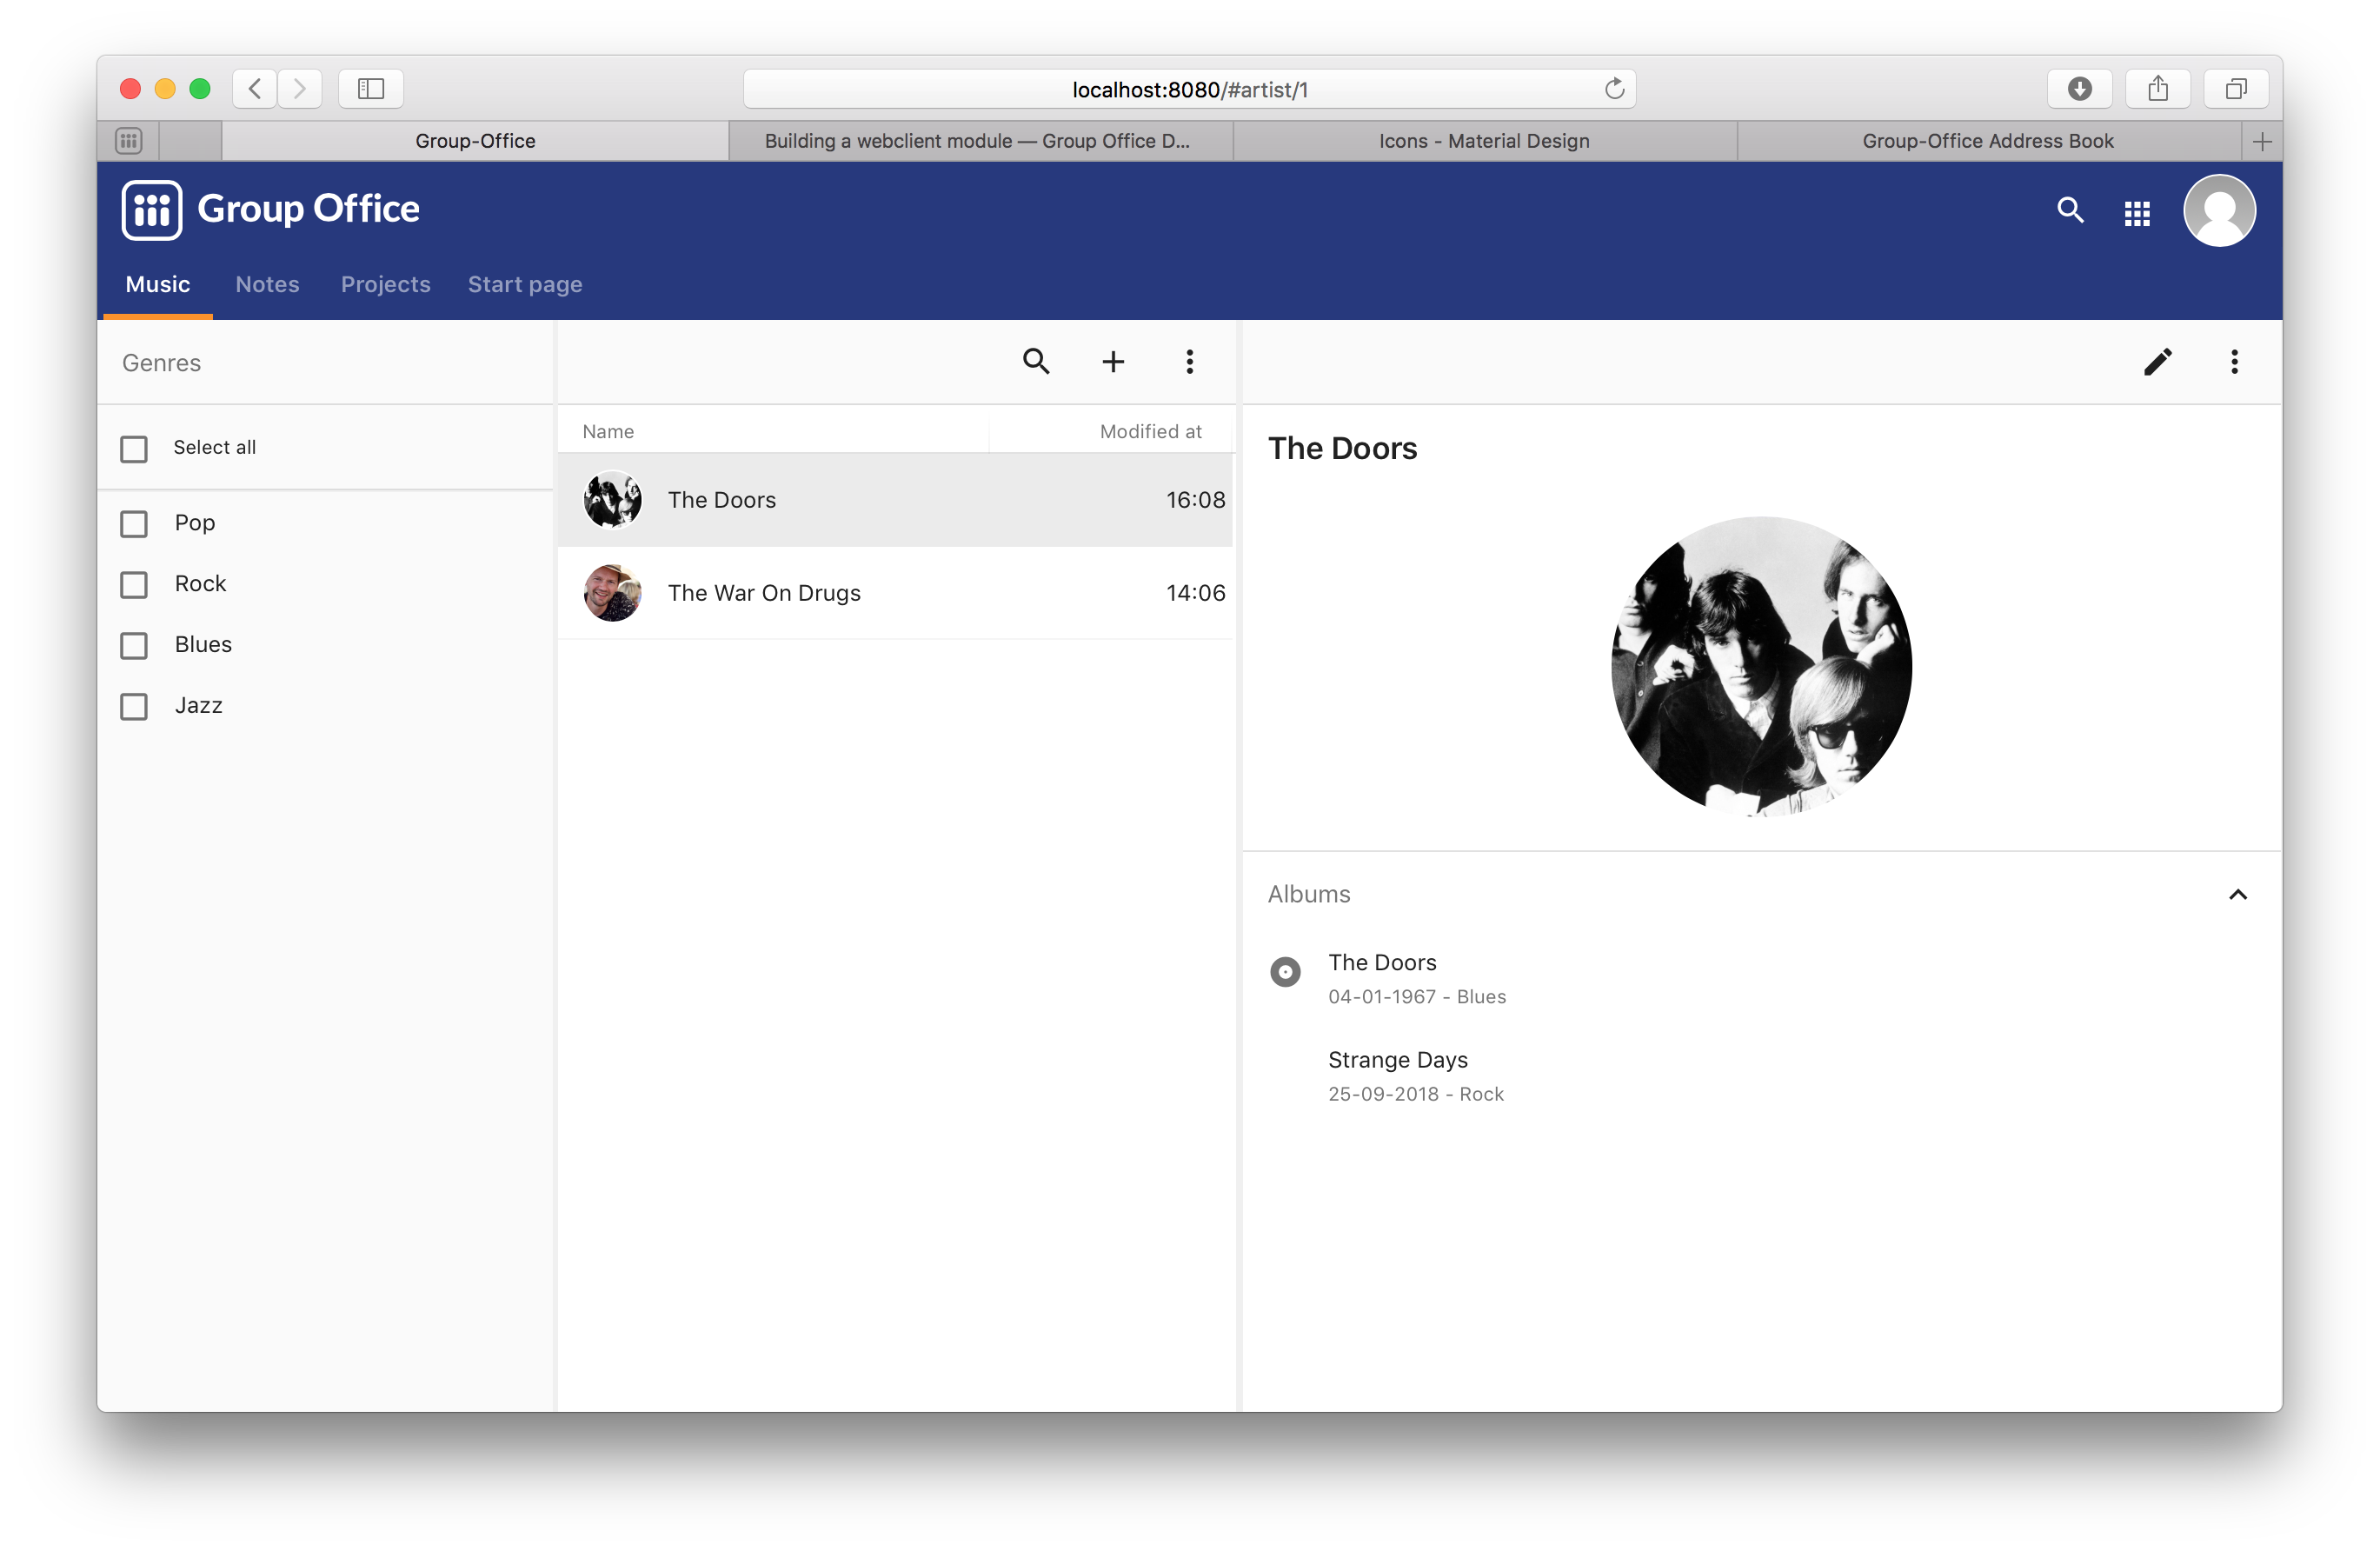 localhost:8080/#artist/1
Group-Office
Building a webclient module — Group Office D...
Icons - Material Design
Group-Office Address Book
Group Office
Music
Notes
Projects
Start page
Genres
Select all
Pop
Rock
Blues
Jazz
Name
Modified at
The Doors
16:08
The War On Drugs
14:06
The Doors
Albums
The Doors
04-01-1967 - Blues
Strange Days
25-09-2018 - Rock